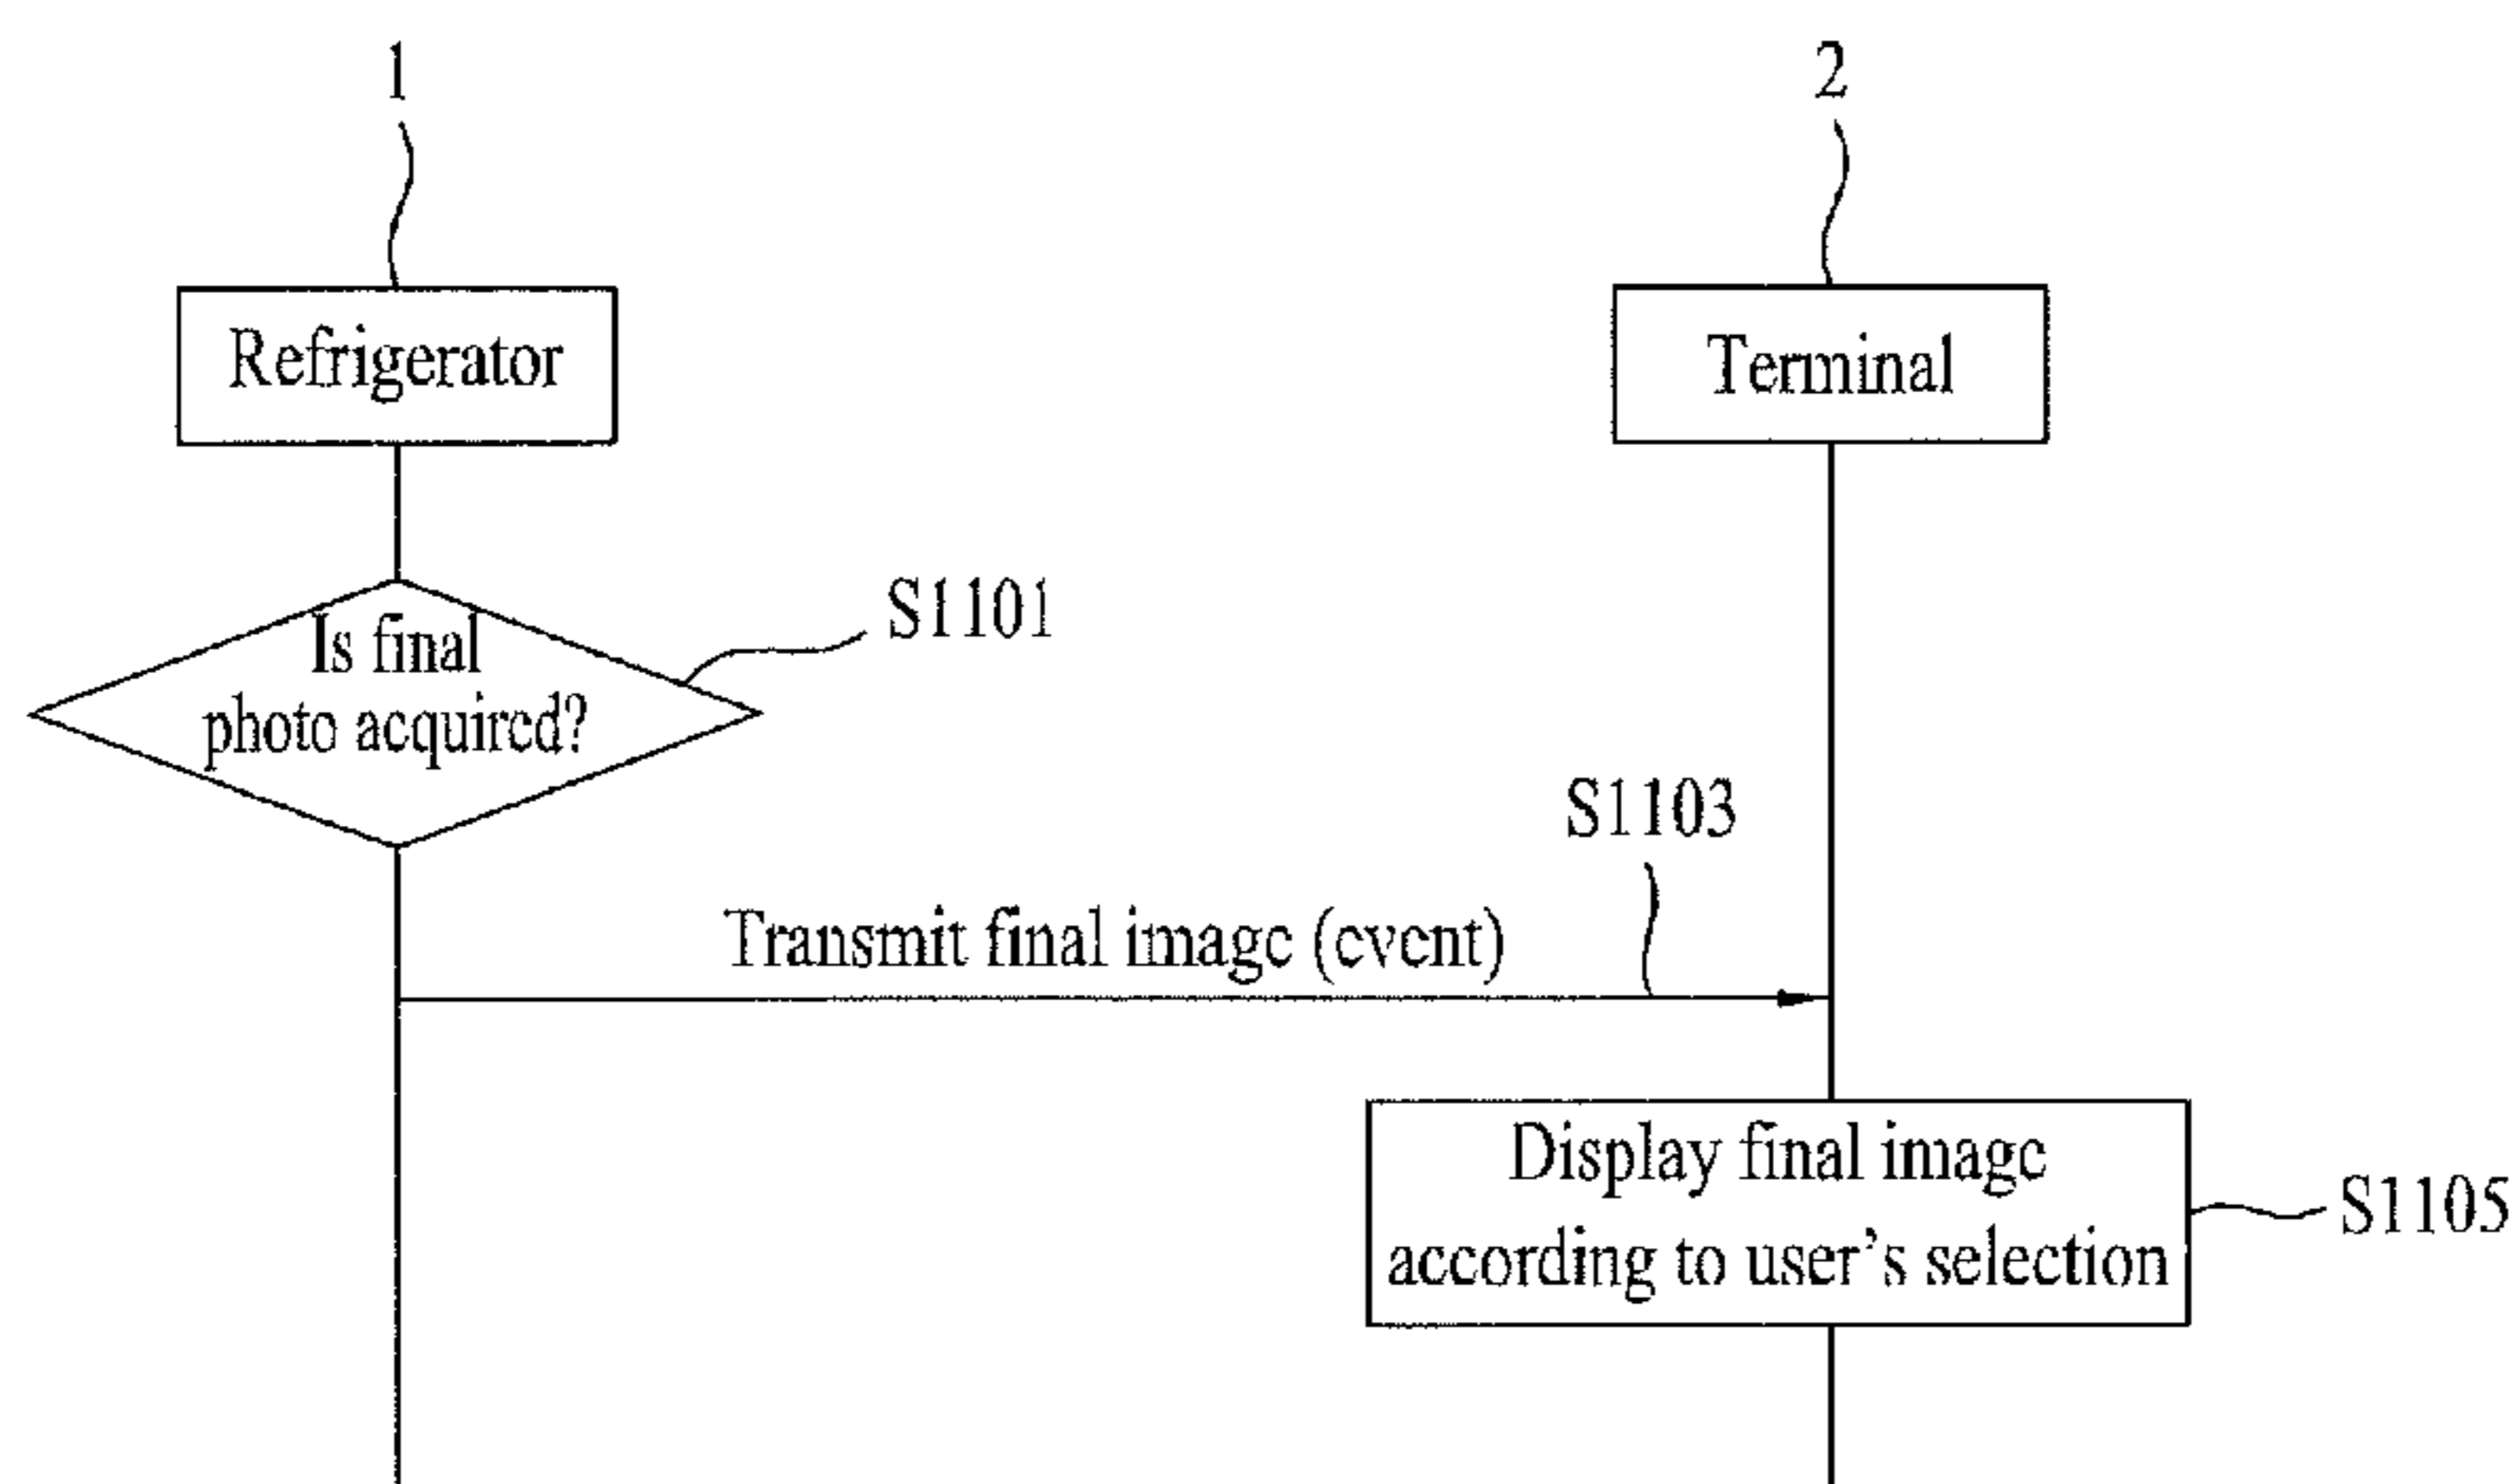 1
2
Refrigerator
Terminal
Is final
photo acquired?
S1101
S1103
Transmit final image (event)
Display final image
according to user's selection
S1105